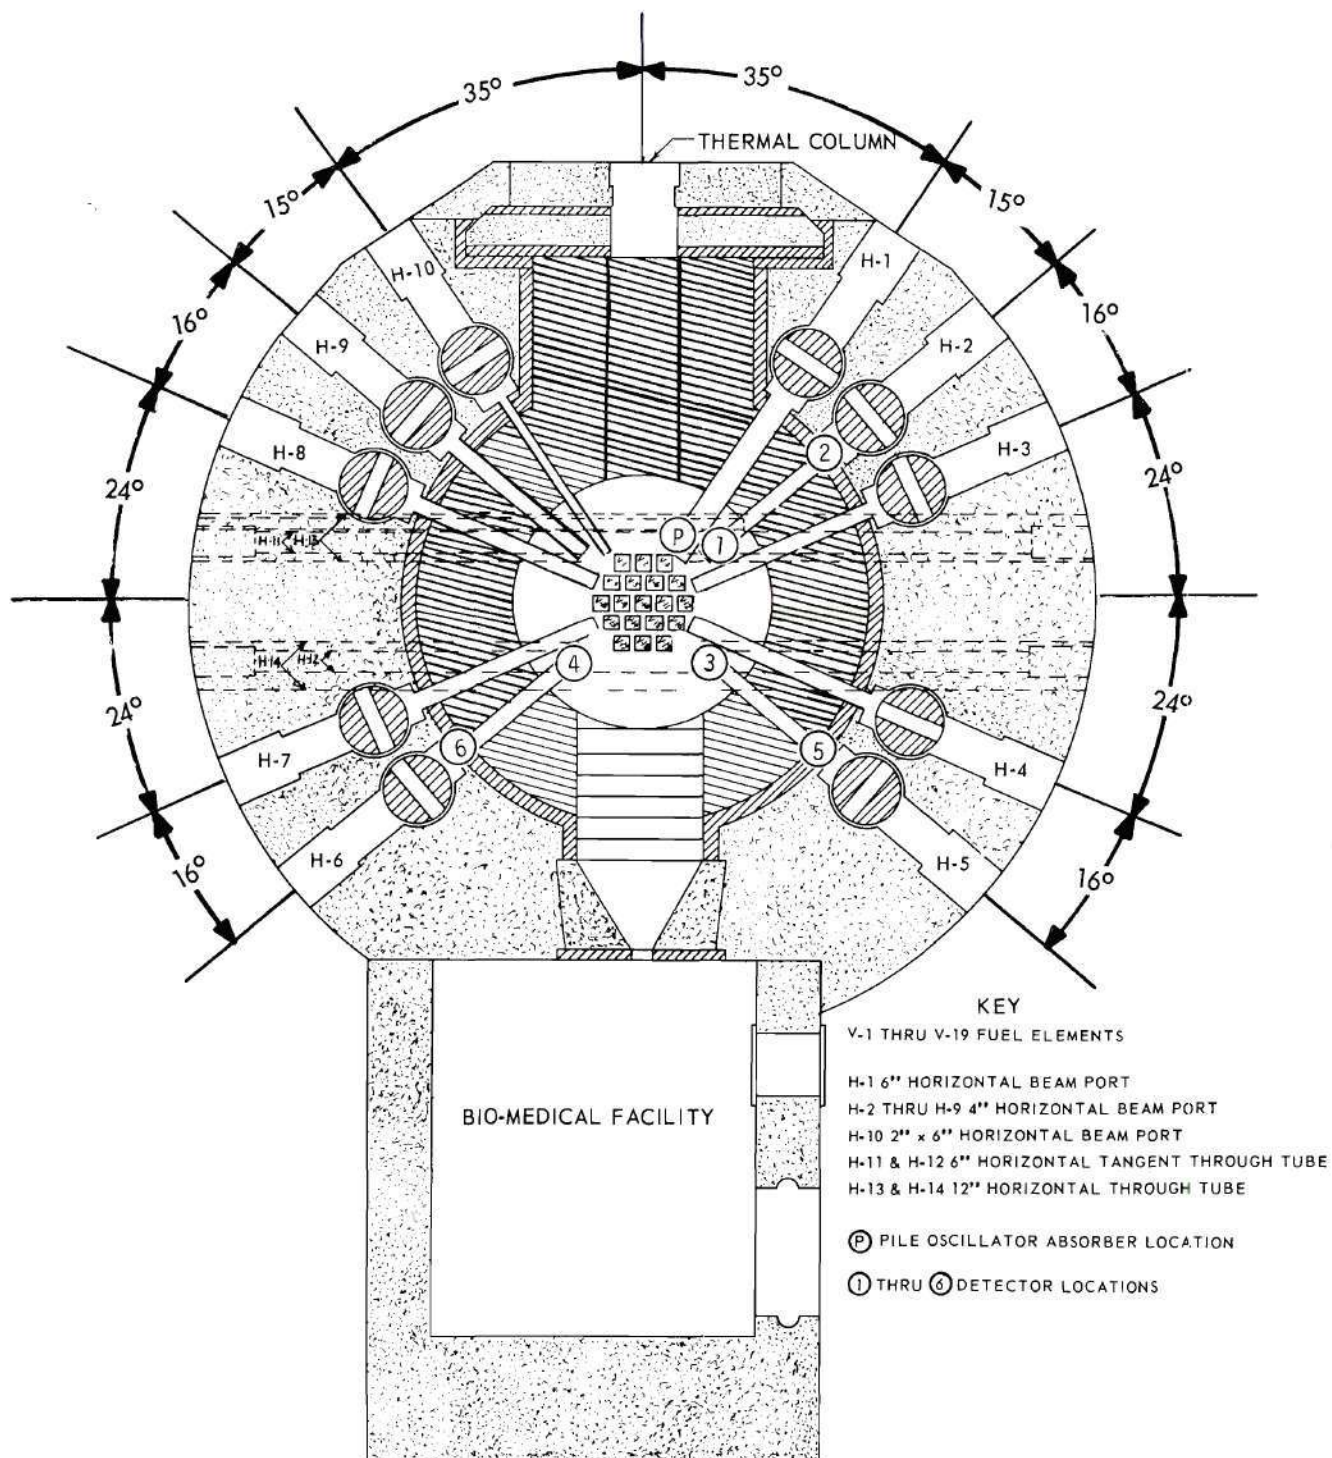 35° 35°
THERMAL COLUMN
15° 15°
H-10 H-1
16° 16°
H-9 H-2
H-8 H-3
2
24° 24°
P 1
H-11 H-13
4 3
H-14 H-12
24° 24°
6 5
H-7 H-4
H-6 H-5
16° 16°
KEY
V-1 THRU V-19 FUEL ELEMENTS
H-1 6" HORIZONTAL BEAM PORT
H-2 THRU H-9 4" HORIZONTAL BEAM PORT
BIO-MEDICAL FACILITY
H-10 2" x 6" HORIZONTAL BEAM PORT
H-11 & H-12 6" HORIZONTAL TANGENT THROUGH TUBE
H-13 & H-14 12" HORIZONTAL THROUGH TUBE
P PILE OSCILLATOR ABSORBER LOCATION
1 THRU 6 DETECTOR LOCATIONS